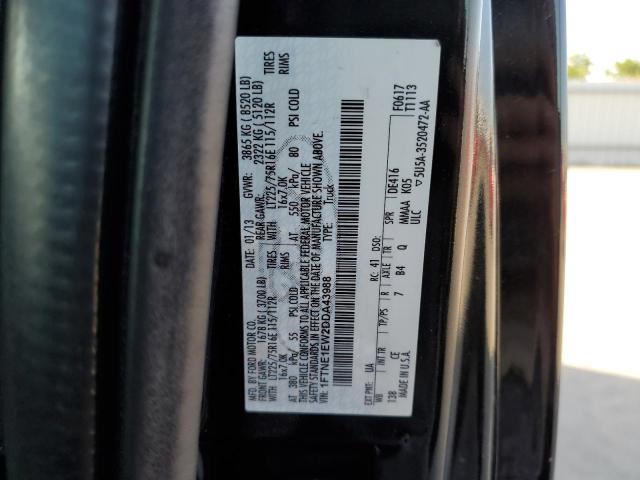 MFD. BY FORD MOTOR CO. DATE: 01/13 GVWR: 3865 KG ( 8520 LB)
FRONT GAWR: 1678 KG ( 3700 LB) REAR GAWR: 2322 KG ( 5120 LB)
WITH LT225/75R16E 115/112R TIRES WITH LT225/75R16E 115/112R TIRES
16x7.0K RIMS 16x7.0K RIMS
AT 380 kPa/ 55 PSI COLD AT 550 kPa/ 80 PSI COLD
THIS VEHICLE CONFORMS TO ALL APPLICABLE FEDERAL MOTOR VEHICLE
SAFETY STANDARDS IN EFFECT ON THE DATE OF MANUFACTURE SHOWN ABOVE.
VIN: 1FTNE1EW2DDA43988 TYPE: Truck
F0617
T1113
EXT PNT: UA RC: 41 DSO:
WB INT TR TP/PS R AXLE TR SPR DE416
138 CE 7 B4 Q MMAA K05
MADE IN U.S.A. ULC ▽5U5A-3520472-AA